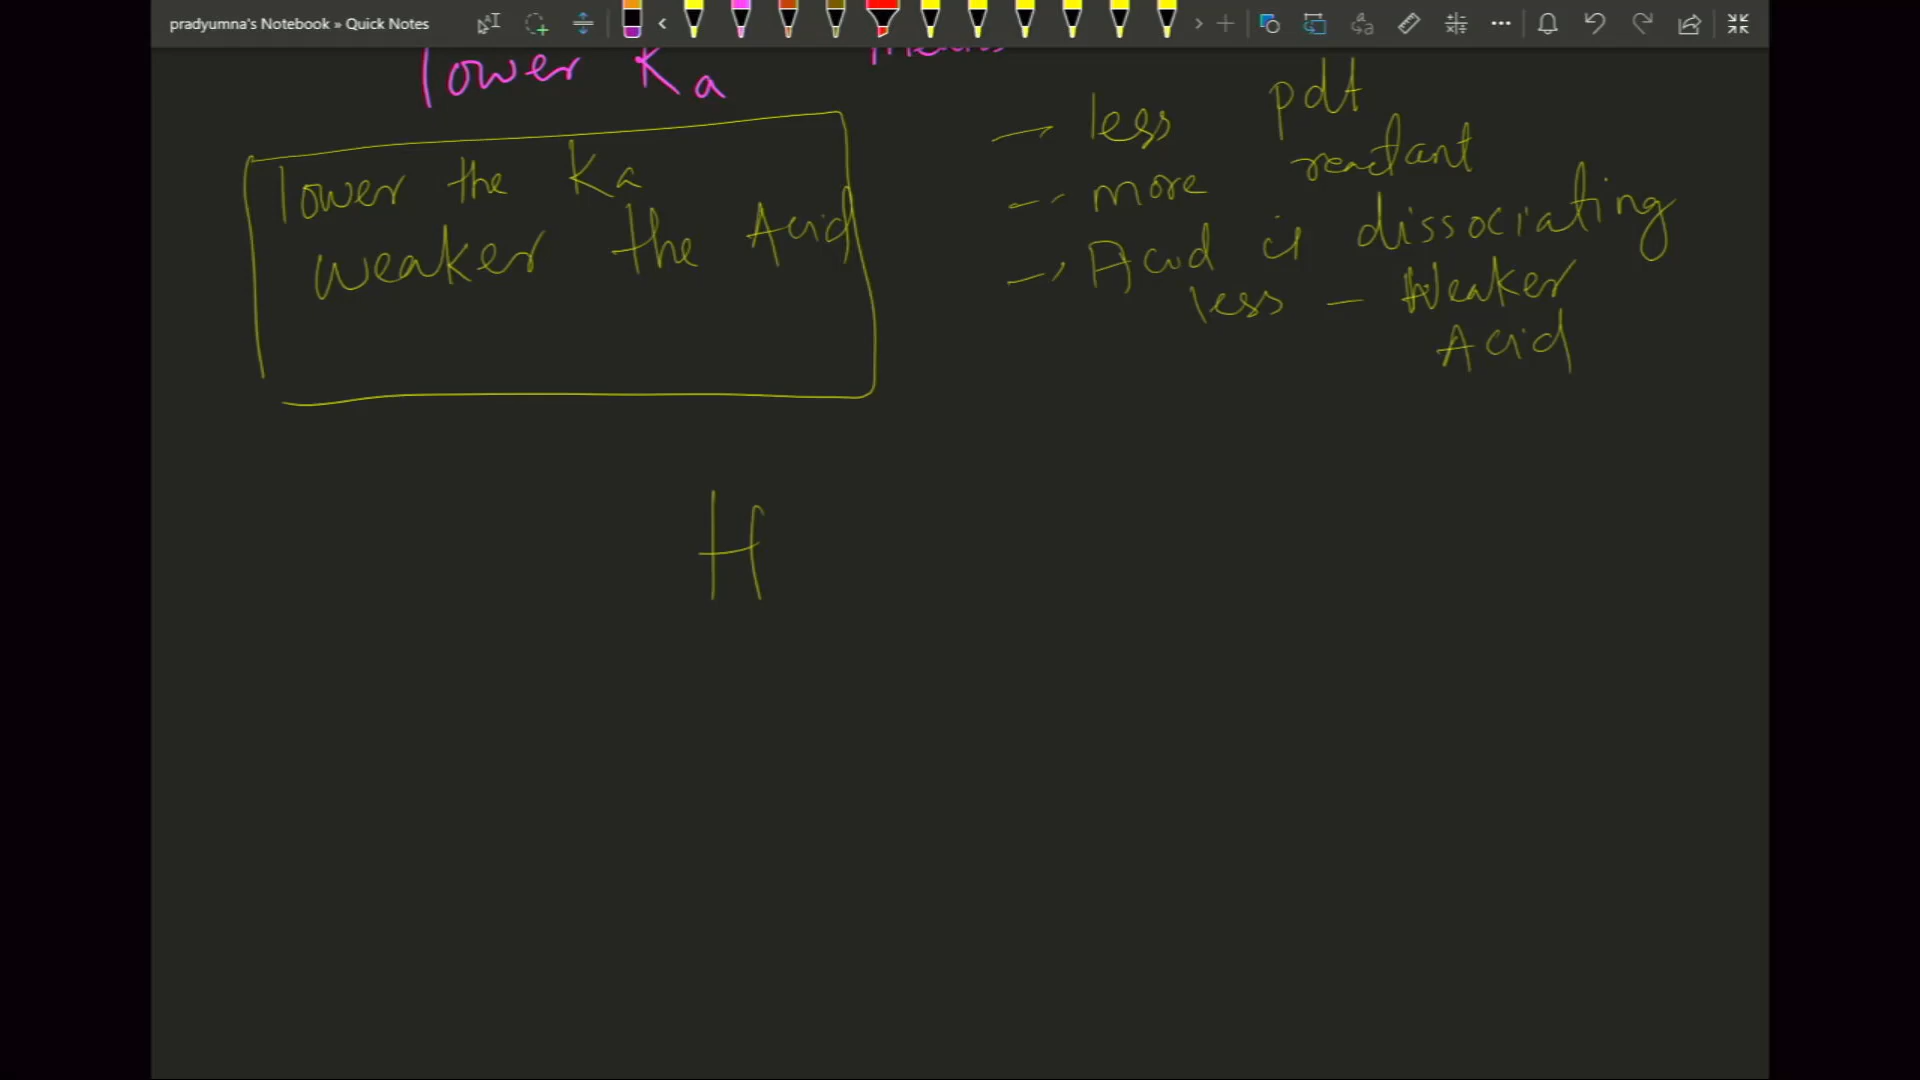 pradyumna's Notebook » Quick Notes
lower Ka means
lower the Ka
weaker the Acid
— less pdt
- - more reactant
- Acid is dissociating
less — Weaker
Acid
H